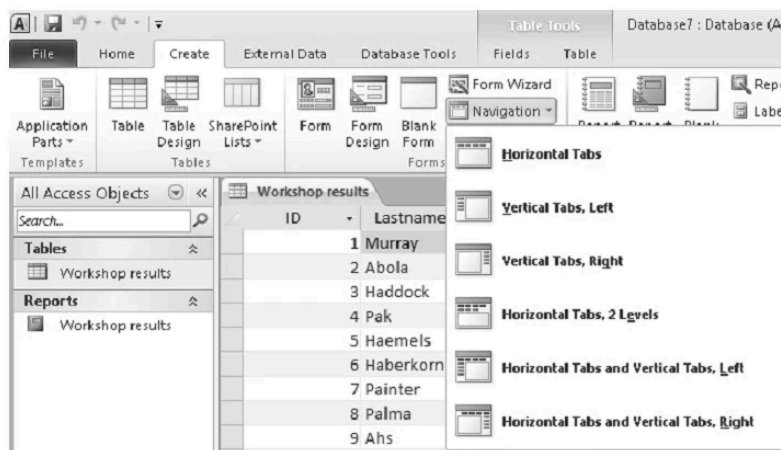 Table Tools Database7 : Database (A
File Home Create External Data Database Tools Fields Table
Application Parts
Table
Table Design
SharePoint Lists
Form
Form Design
Blank Form
Form Wizard
Navigation
Repo
Labe
Templates Tables Forms
All Access Objects
Search...
Tables
Workshop results
Reports
Workshop results
Workshop results
ID Lastname
1 Murray
2 Abola
3 Haddock
4 Pak
5 Haemels
6 Haberkorn
7 Painter
8 Palma
9 Ahs
Horizontal Tabs
Vertical Tabs, Left
Vertical Tabs, Right
Horizontal Tabs, 2 Levels
Horizontal Tabs and Vertical Tabs, Left
Horizontal Tabs and Vertical Tabs, Right